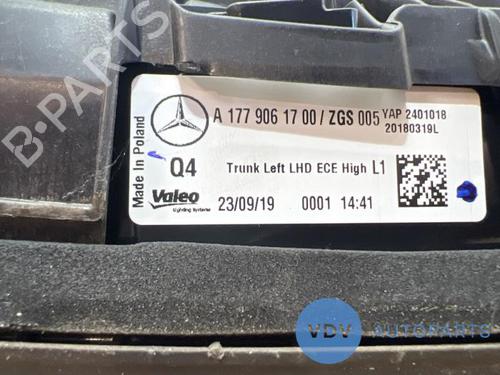 B-PARTS
Made In Poland
A 177 906 17 00 / ZGS 005
YAP 2401018
20180319L
Q4
Trunk Left LHD ECE High L1
Valeo
Lighting Systems
23/09/19 0001 14:41
VDV AUTOPARTS